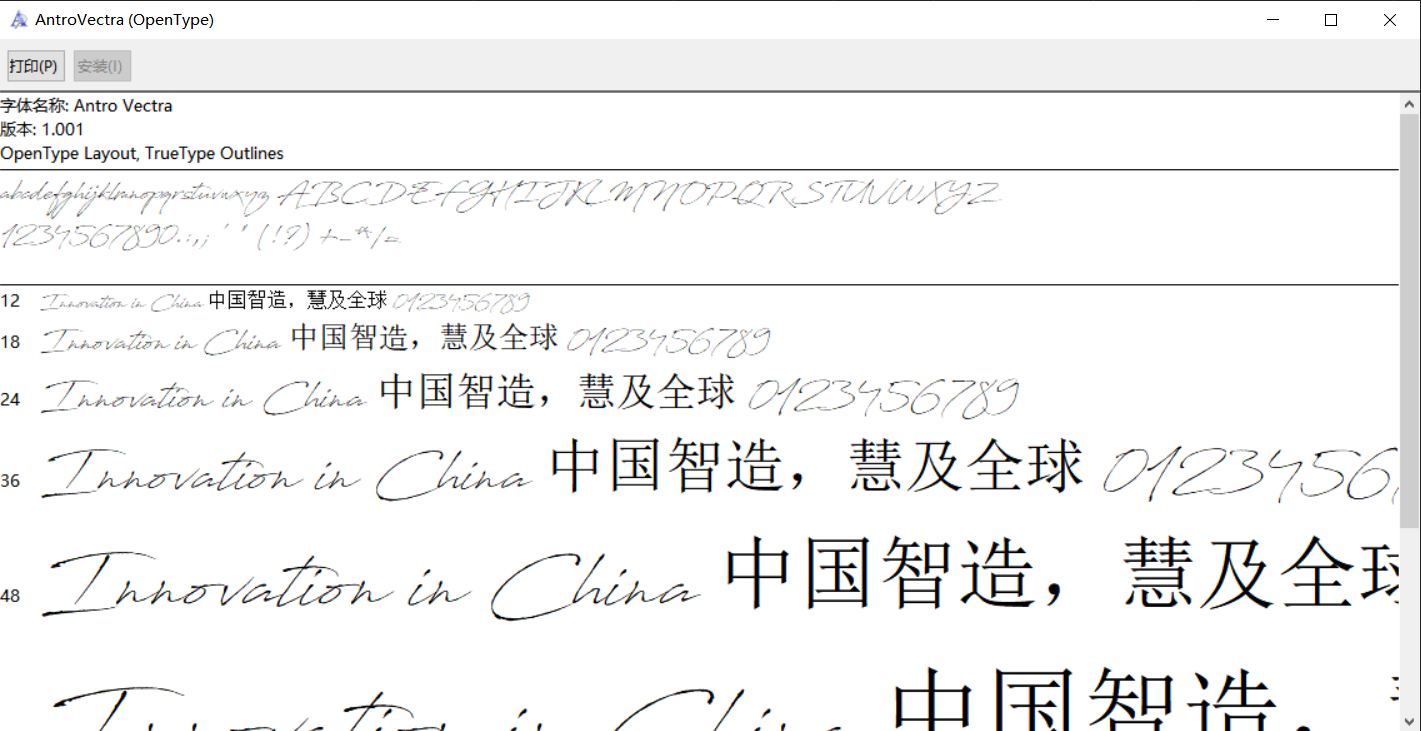 AntroVectra (OpenType)
打印(P) 安装(I)
字体名称: Antro Vectra
版本: 1.001
OpenType Layout, TrueType Outlines
abcdefghijklmnopqrstuvwxyz ABCDEFGHIJKLMNOPQRSTUVWXYZ
1234567890.:,; ' " (!?) +-*/=
12 Innovation in China 中国智造，慧及全球 0123456789
18 Innovation in China 中国智造，慧及全球 0123456789
24 Innovation in China 中国智造，慧及全球 0123456789
36 Innovation in China 中国智造，慧及全球 0123456
48 Innovation in China 中国智造，慧及全球
Innovation in China 中国智造，